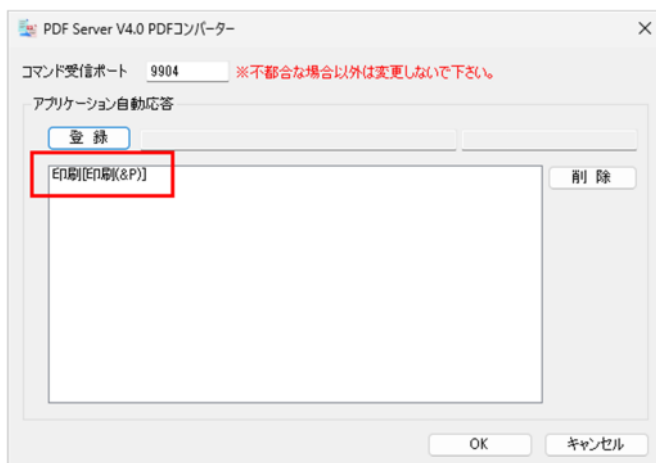 PDF Server V4.0 PDFコンバーター
コマンド受信ポート 9904 ※不都合な場合以外は変更しないで下さい。
アプリケーション自動応答
登 録
印刷[印刷(&P)]
削 除
OK キャンセル